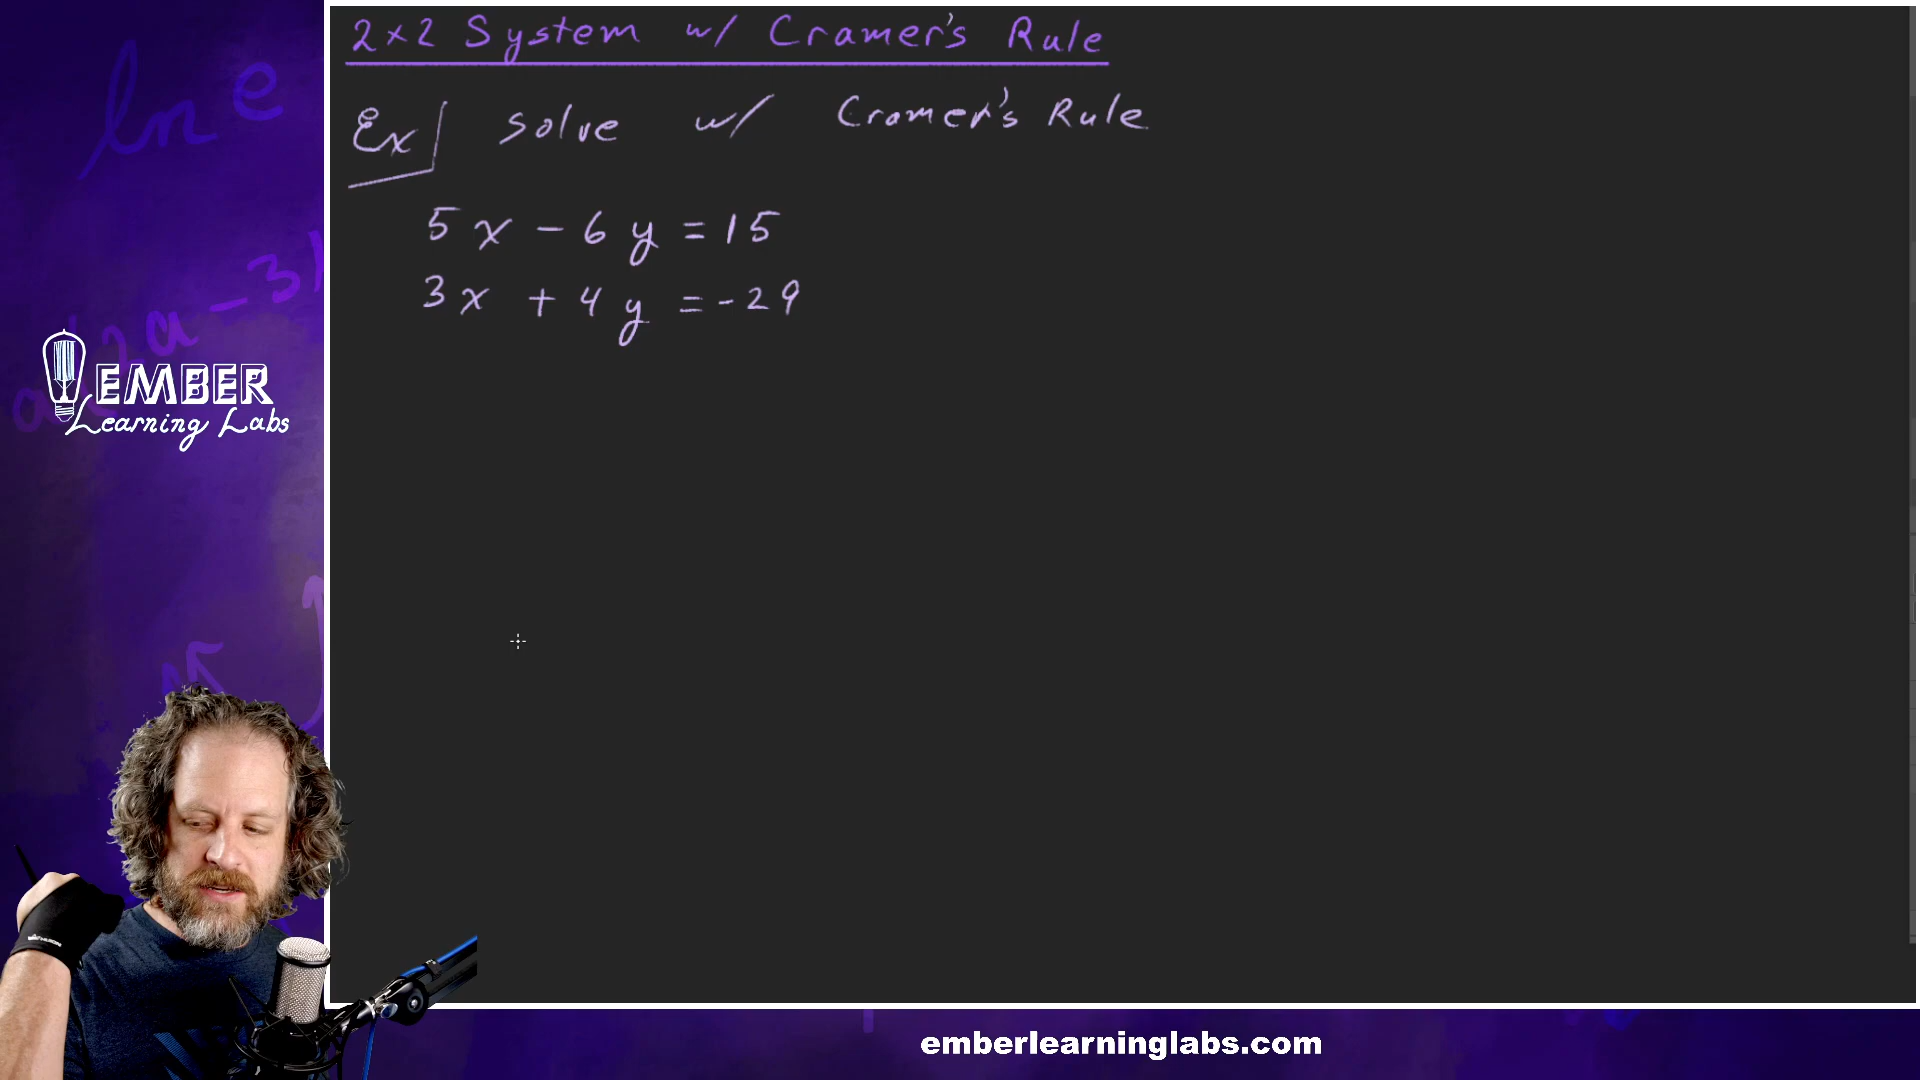 2x2 System w/ Cramer's Rule
Ex] solve w/ Cramer's Rule
5x - 6y = 15
3x + 4y = -29
ln e
EMBER
Learning Labs
emberlearninglabs.com